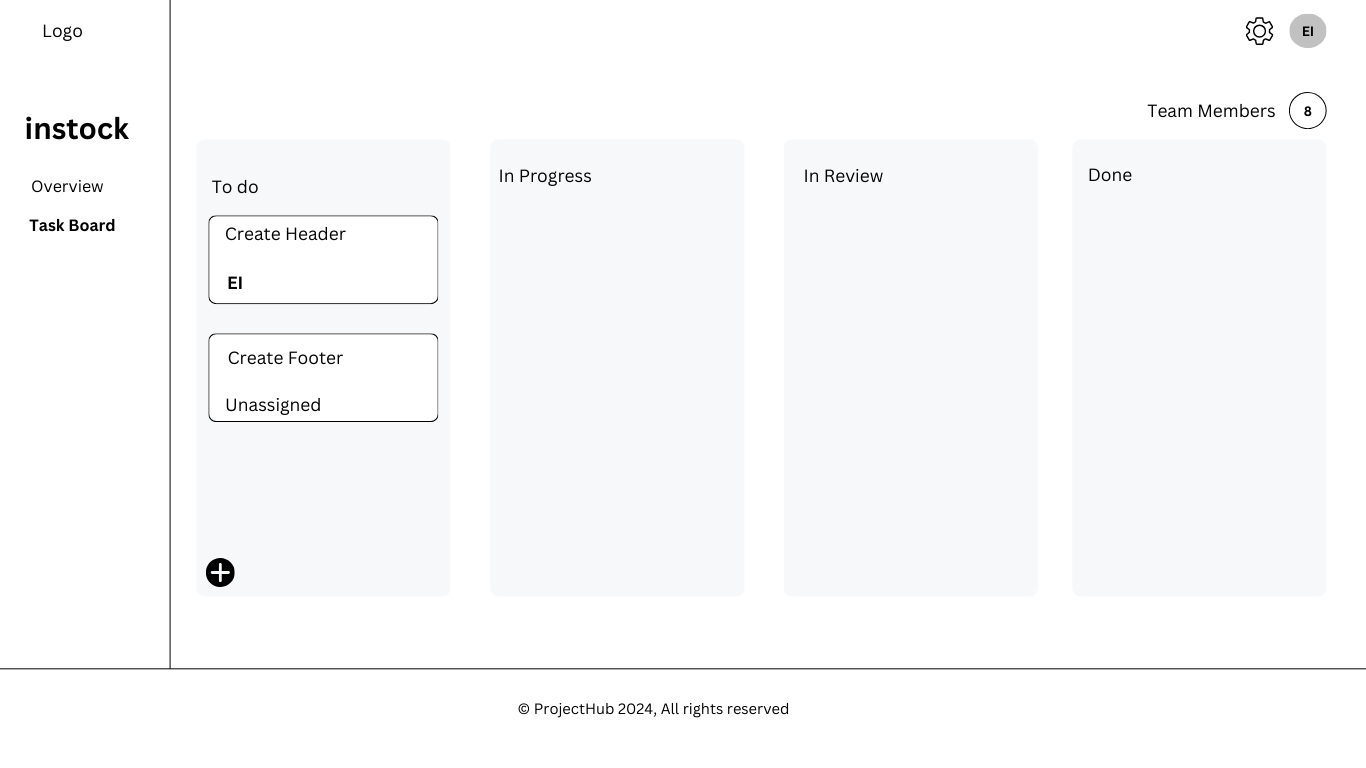 Logo
EI
instock
Overview
Task Board
Team Members 8
To do
Create Header
EI
Create Footer
Unassigned
In Progress
In Review
Done
© ProjectHub 2024, All rights reserved